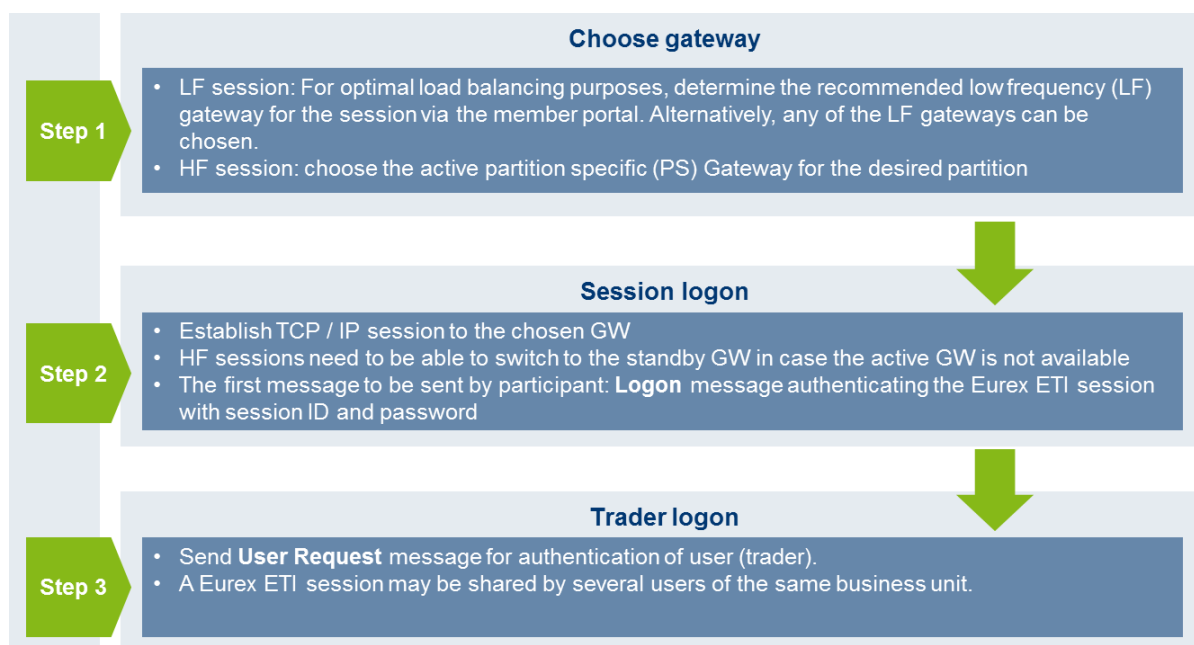 Choose gateway
Step 1
• LF session: For optimal load balancing purposes, determine the recommended low frequency (LF)
gateway for the session via the member portal. Alternatively, any of the LF gateways can be
chosen.
• HF session: choose the active partition specific (PS) Gateway for the desired partition
Session logon
Step 2
• Establish TCP / IP session to the chosen GW
• HF sessions need to be able to switch to the standby GW in case the active GW is not available
• The first message to be sent by participant: Logon message authenticating the Eurex ETI session
with session ID and password
Trader logon
Step 3
• Send User Request message for authentication of user (trader).
• A Eurex ETI session may be shared by several users of the same business unit.